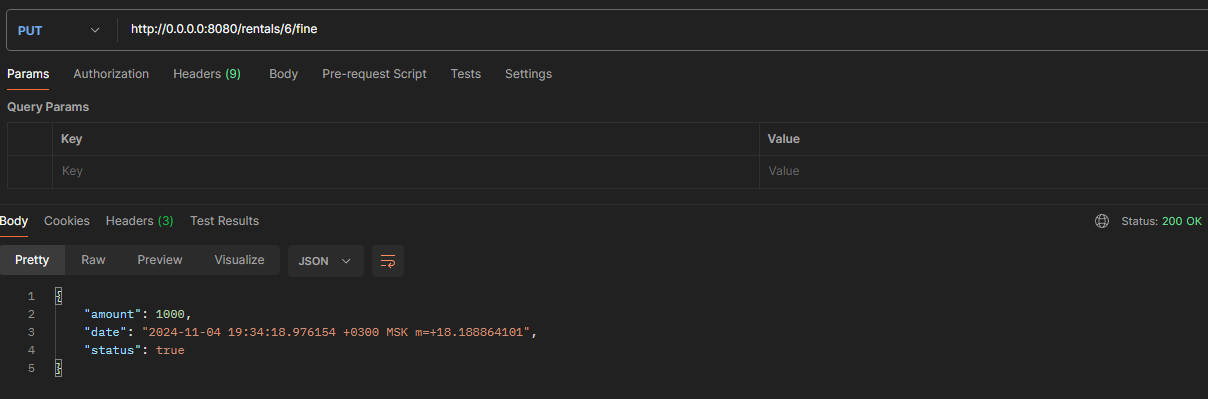 PUT http://0.0.0.0:8080/rentals/6/fine
Params Authorization Headers (9) Body Pre-request Script Tests Settings
Query Params
Key Value
Key Value
Body Cookies Headers (3) Test Results Status: 200 OK
Pretty Raw Preview Visualize JSON
1 {
2 "amount": 1000,
3 "date": "2024-11-04 19:34:18.976154 +0300 MSK m=+18.188864101",
4 "status": true
5 }